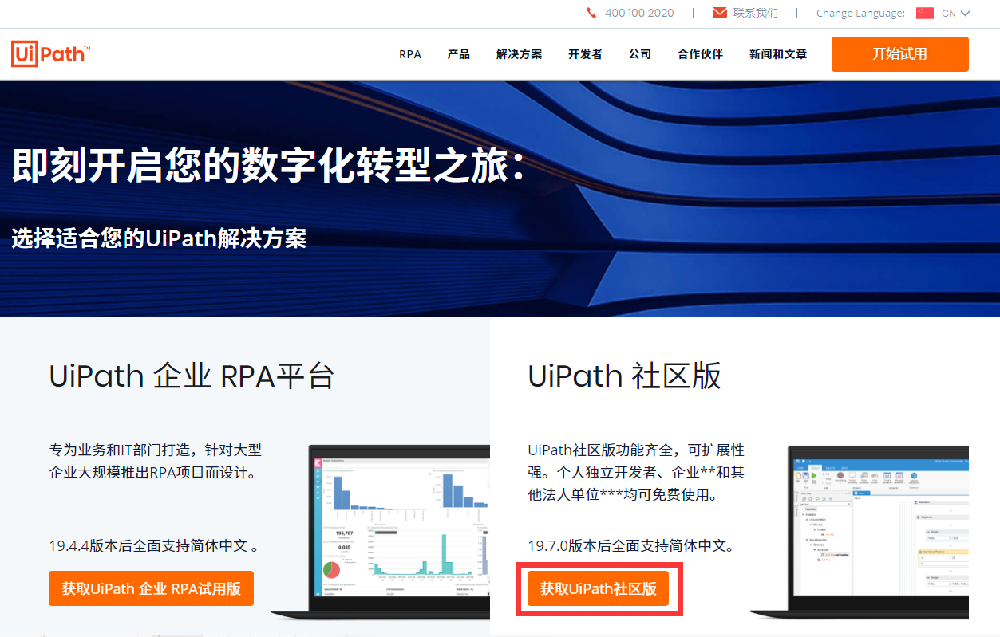 400 100 2020 | 联系我们 | Change Language: CN
UiPath™
RPA 产品 解决方案 开发者 公司 合作伙伴 新闻和文章 开始试用
即刻开启您的数字化转型之旅：
选择适合您的UiPath解决方案
UiPath 企业 RPA平台
专为业务和IT部门打造，针对大型
企业大规模推出RPA项目而设计。
19.4.4版本后全面支持简体中文 。
获取UiPath 企业 RPA试用版
196,707
0.085
UiPath 社区版
UiPath社区版功能齐全，可扩展性
强。个人独立开发者、企业**和其
他法人单位***均可免费使用。
19.7.0版本后全面支持简体中文。
获取UiPath社区版